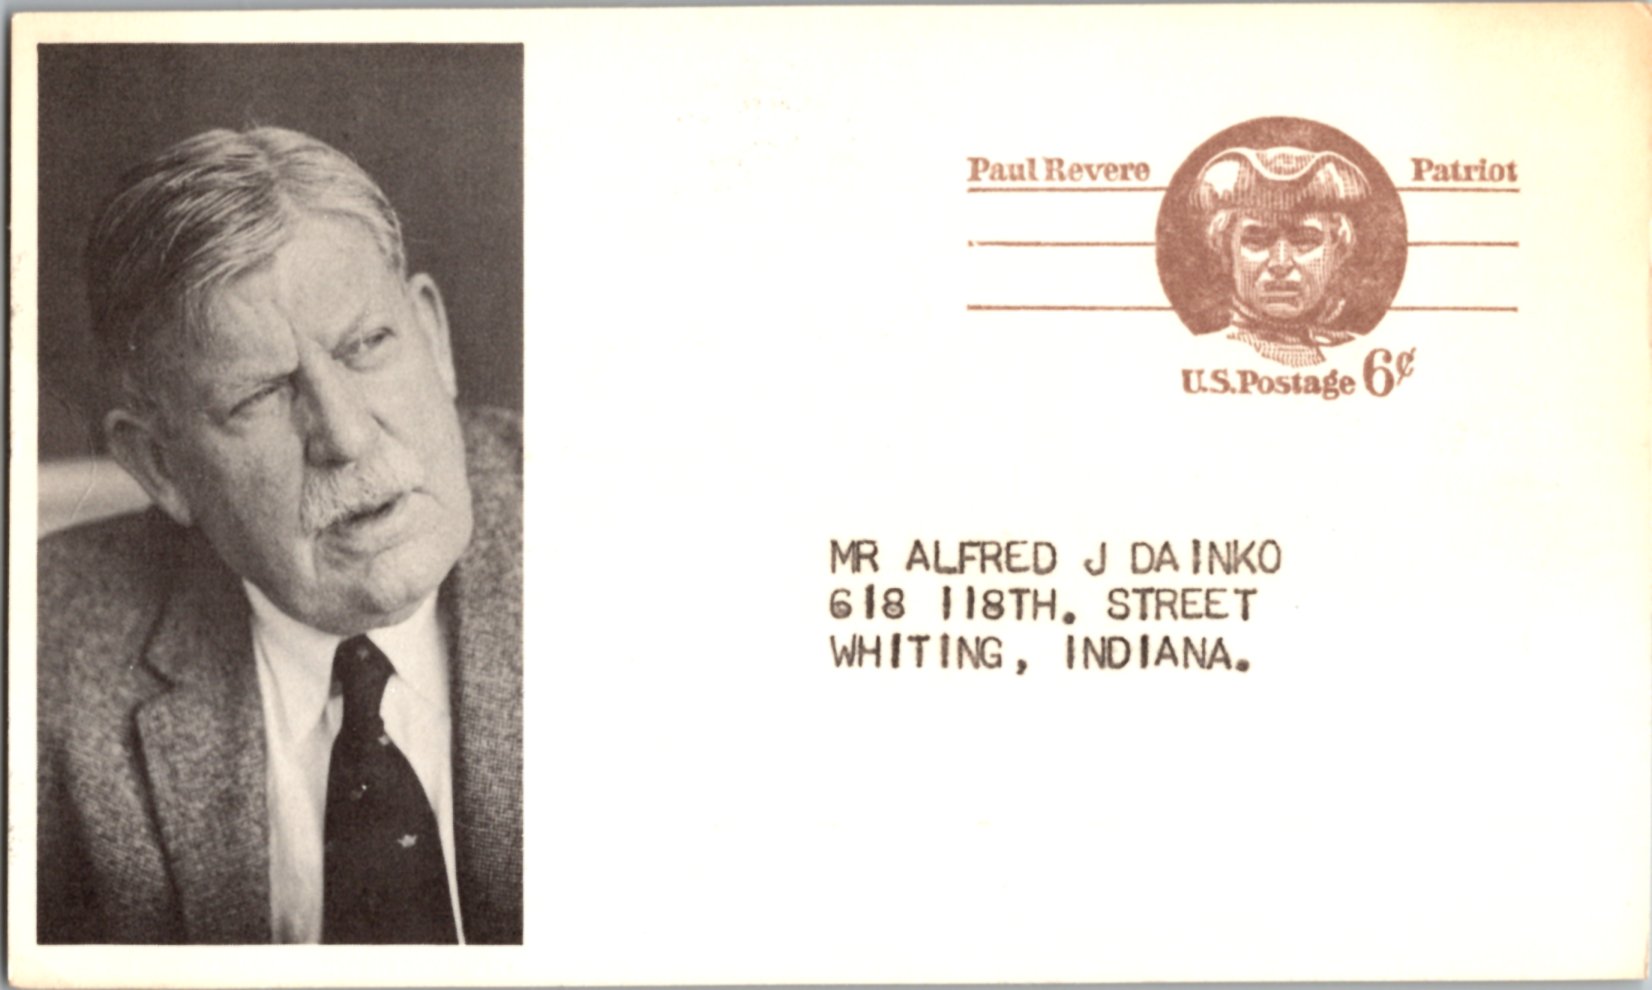 Paul Revere Patriot
U.S. Postage 6¢
MR ALFRED J DAINKO
618 118TH. STREET
WHITING, INDIANA.